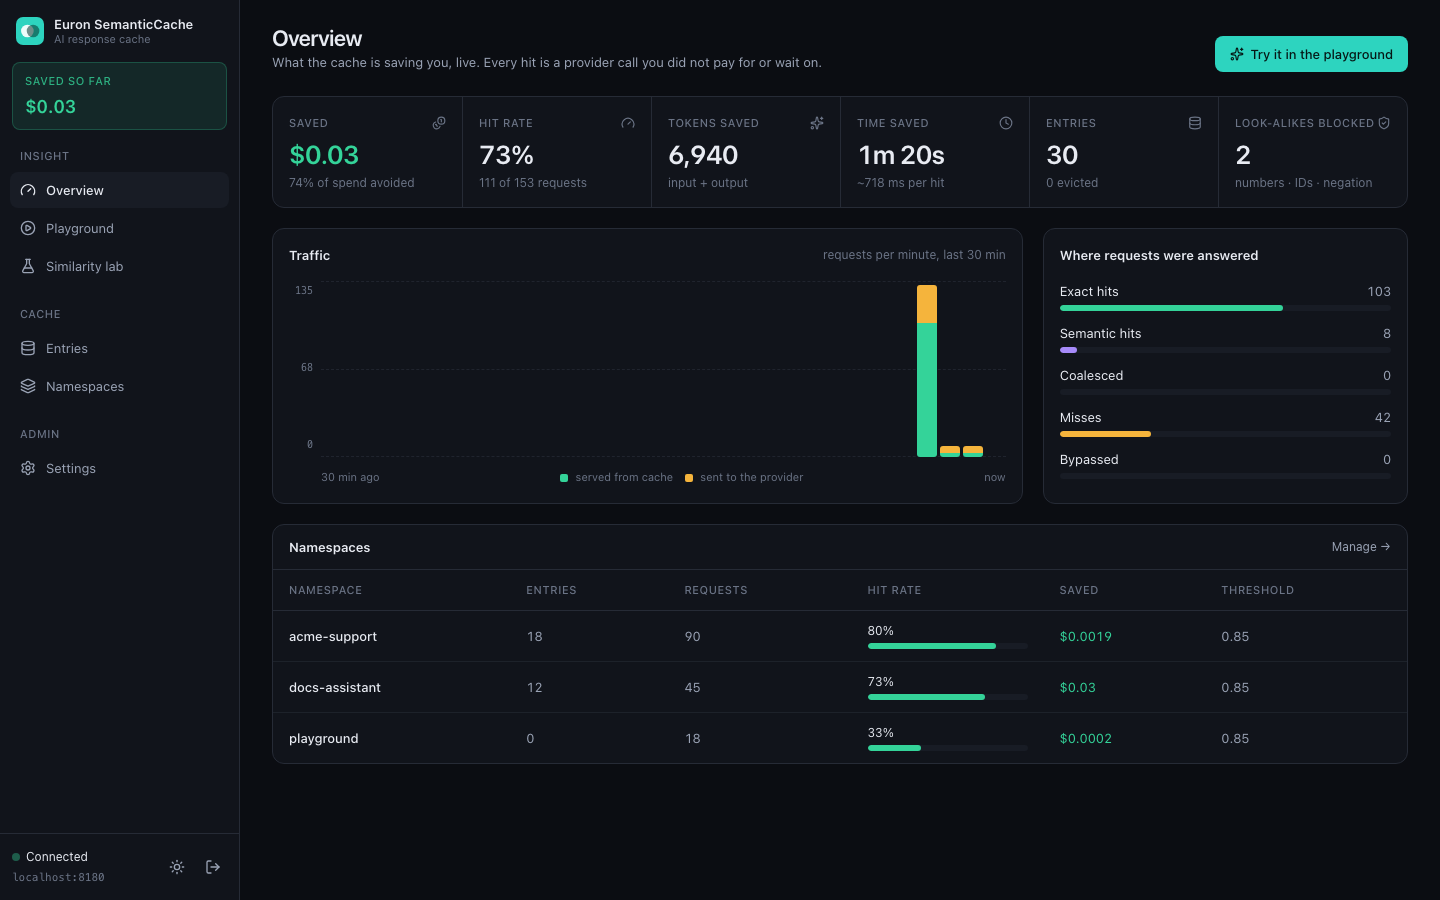 Euron SemanticCache
AI response cache
SAVED SO FAR
$0.03
INSIGHT
Overview
Playground
Similarity lab
CACHE
Entries
Namespaces
ADMIN
Settings
Connected
localhost:8180
Overview
What the cache is saving you, live. Every hit is a provider call you did not pay for or wait on.
Try it in the playground
SAVED
$0.03
74% of spend avoided
HIT RATE
73%
111 of 153 requests
TOKENS SAVED
6,940
input + output
TIME SAVED
1m 20s
~718 ms per hit
ENTRIES
30
0 evicted
LOOK-ALIKES BLOCKED
2
numbers · IDs · negation
Traffic
requests per minute, last 30 min
135
68
0
30 min ago
served from cache
sent to the provider
now
Where requests were answered
Exact hits 103
Semantic hits 8
Coalesced 0
Misses 42
Bypassed 0
Namespaces
Manage →
NAMESPACE ENTRIES REQUESTS HIT RATE SAVED THRESHOLD
acme-support 18 90 80% $0.0019 0.85
docs-assistant 12 45 73% $0.03 0.85
playground 0 18 33% $0.0002 0.85